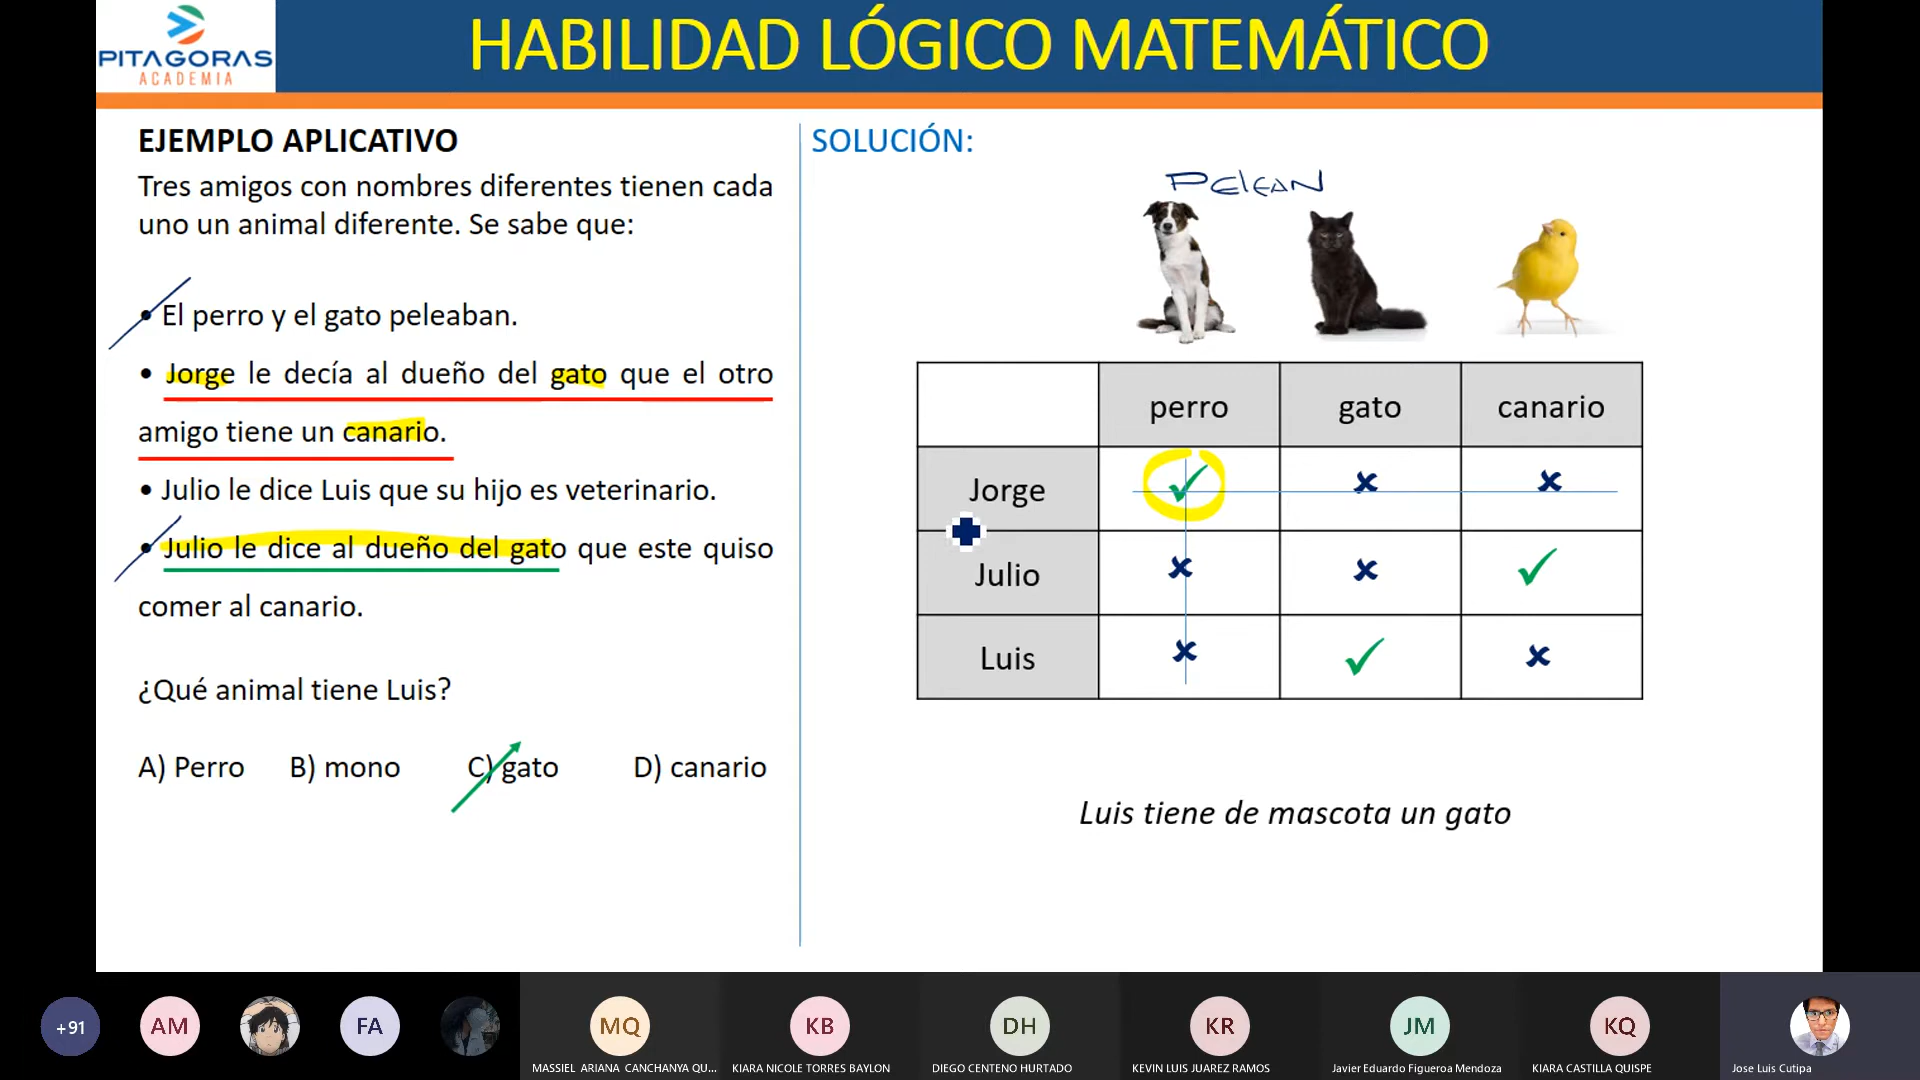 PITAGORAS
ACADEMIA
HABILIDAD LÓGICO MATEMÁTICO
EJEMPLO APLICATIVO
Tres amigos con nombres diferentes tienen cada
uno un animal diferente. Se sabe que:
• El perro y el gato peleaban.
• Jorge le decía al dueño del gato que el otro
amigo tiene un canario.
• Julio le dice Luis que su hijo es veterinario.
• Julio le dice al dueño del gato que este quiso
comer al canario.
¿Qué animal tiene Luis?
A) Perro B) mono C) gato D) canario
SOLUCIÓN:
PELEAN
perro gato canario
Jorge ✓ × ×
Julio × × ✓
Luis × ✓ ×
Luis tiene de mascota un gato
+91 AM FA MQ KB DH KR JM KQ
MASSIEL ARIANA CANCHANYA QU... KIARA NICOLE TORRES BAYLON DIEGO CENTENO HURTADO KEVIN LUIS JUAREZ RAMOS Javier Eduardo Figueroa Mendoza KIARA CASTILLA QUISPE Jose Luis Cutipa